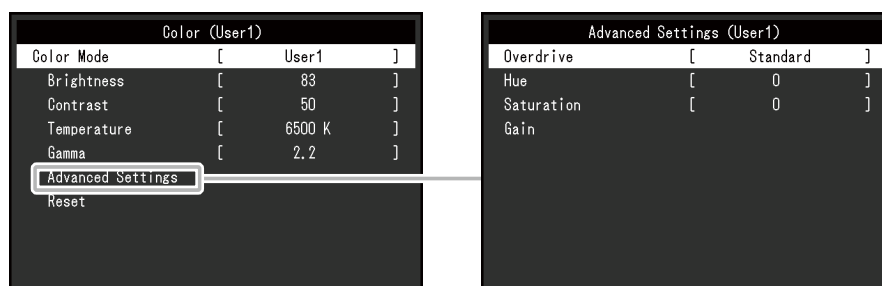 Color (User1)
Color Mode [ User1 ]
Brightness [ 83 ]
Contrast [ 50 ]
Temperature [ 6500 K ]
Gamma [ 2.2 ]
Advanced Settings
Reset
Advanced Settings (User1)
Overdrive [ Standard ]
Hue [ 0 ]
Saturation [ 0 ]
Gain